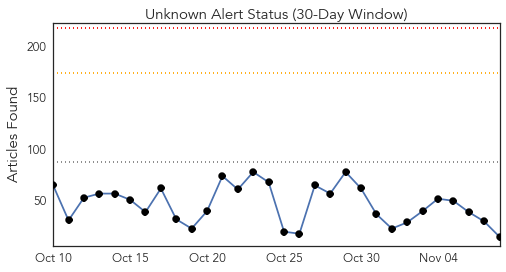 Unknown Alert Status (30-Day Window)
Articles Found
200
150
100
50
Oct 10 Oct 15 Oct 20 Oct 25 Oct 30 Nov 04